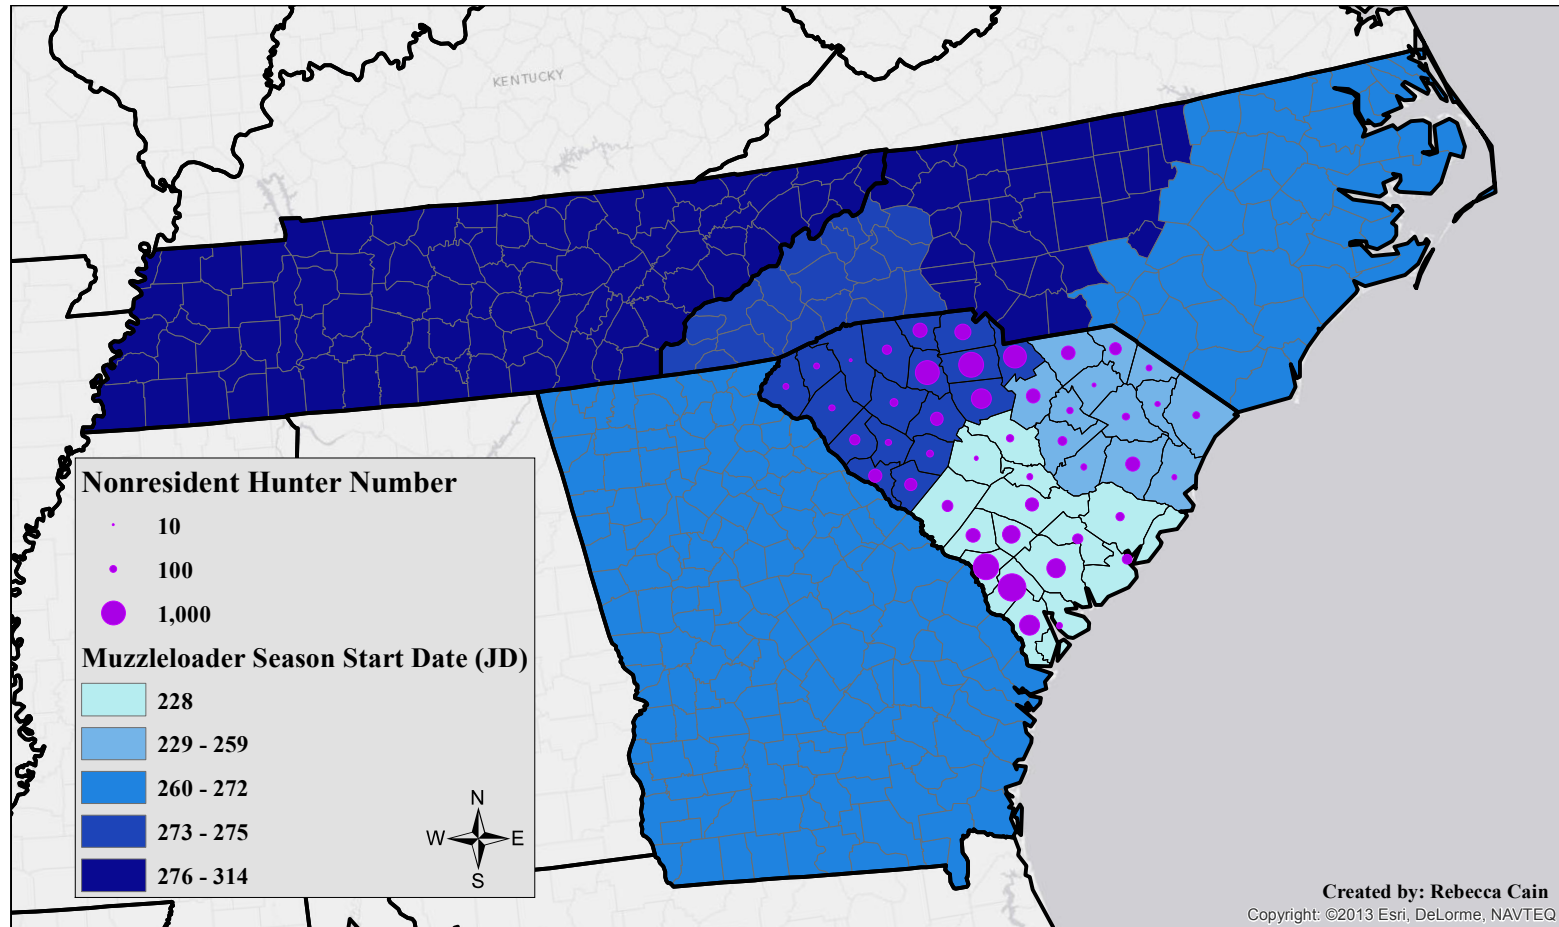 KENTUCKY
Nonresident Hunter Number
10
100
1,000
Muzzleloader Season Start Date (JD)
228
229 - 259
260 - 272
273 - 275
276 - 314
N
W E
S
Created by: Rebecca Cain
Copyright: ©2013 Esri, DeLorme, NAVTEQ